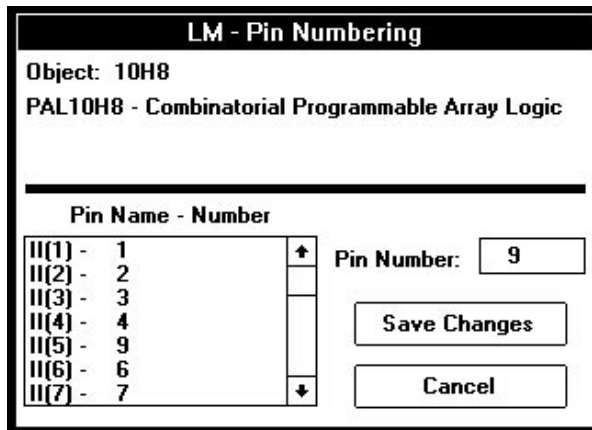 LM - Pin Numbering
Object: 10H8
PAL10H8 - Combinatorial Programmable Array Logic
Pin Name - Number
II(1) - 1
II(2) - 2
II(3) - 3
II(4) - 4
II(5) - 9
II(6) - 6
II(7) - 7
Pin Number: 9
Save Changes
Cancel